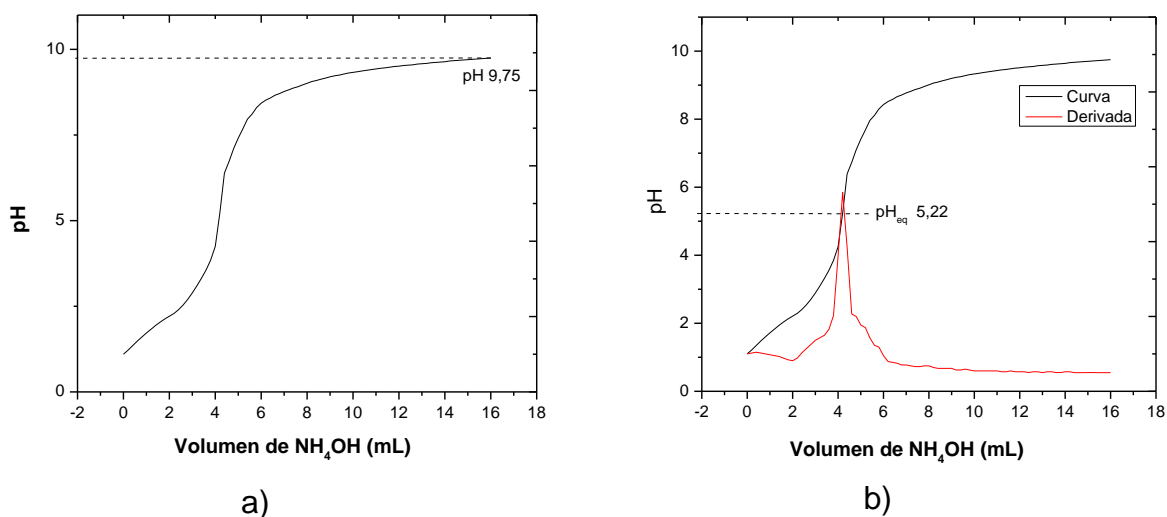 10
5
0
pH
pH 9,75
-2 0 2 4 6 8 10 12 14 16 18
Volumen de NH₄OH (mL)
a)
10
8
6
4
2
0
pH
Curva
Derivada
pHeq 5,22
-2 0 2 4 6 8 10 12 14 16 18
Volumen de NH₄OH (mL)
b)